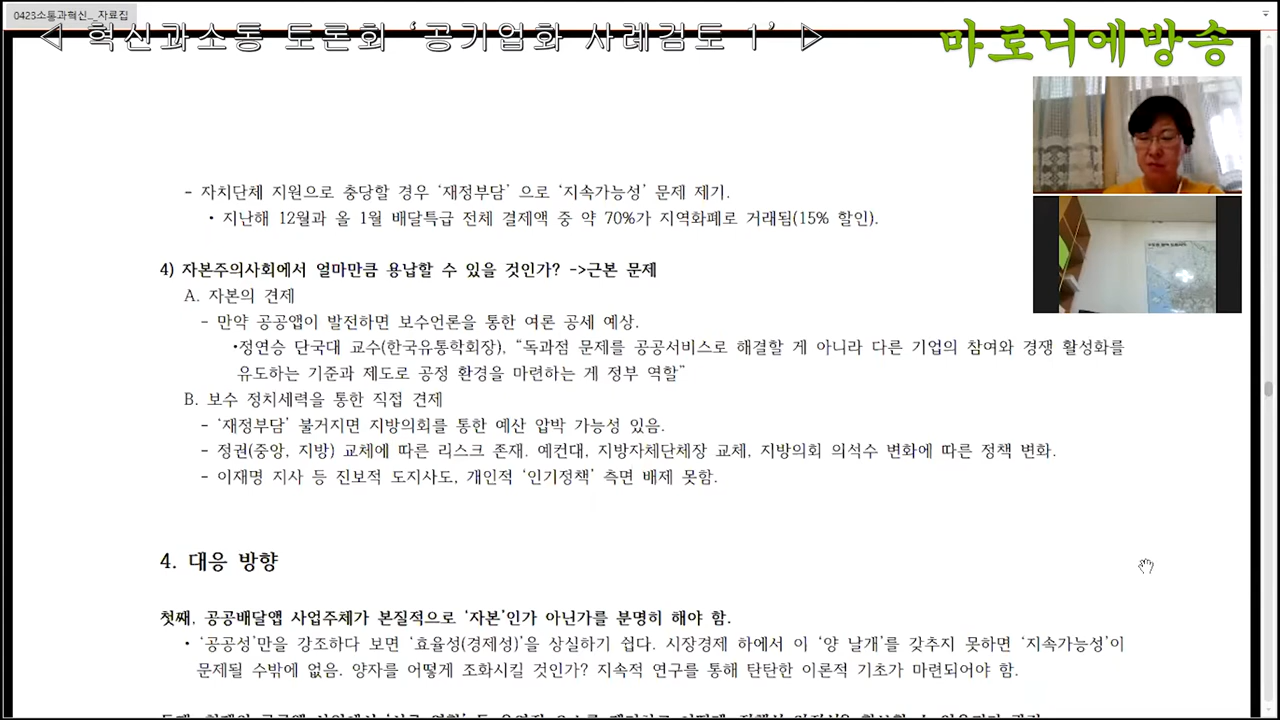 0423소통과혁신_ 자료집
◁ 혁신과소통 토론회 ‘공기업화 사례검토 1’ ▷
마로니에방송
- 자치단체 지원으로 충당할 경우 ‘재정부담’ 으로 ‘지속가능성’ 문제 제기.
• 지난해 12월과 올 1월 배달특급 전체 결제액 중 약 70%가 지역화폐로 거래됨(15% 할인).
4) 자본주의사회에서 얼마만큼 용납할 수 있을 것인가? ->근본 문제
A. 자본의 견제
- 만약 공공앱이 발전하면 보수언론을 통한 여론 공세 예상.
•정연승 단국대 교수(한국유통학회장), “독과점 문제를 공공서비스로 해결할 게 아니라 다른 기업의 참여와 경쟁 활성화를
유도하는 기준과 제도로 공정 환경을 마련하는 게 정부 역할”
B. 보수 정치세력을 통한 직접 견제
- ‘재정부담’ 불거지면 지방의회를 통한 예산 압박 가능성 있음.
- 정권(중앙, 지방) 교체에 따른 리스크 존재. 예컨대, 지방자치단체장 교체, 지방의회 의석수 변화에 따른 정책 변화.
- 이재명 지사 등 진보적 도지사도, 개인적 ‘인기정책’ 측면 배제 못함.
4. 대응 방향
첫째, 공공배달앱 사업주체가 본질적으로 ‘자본’인가 아닌가를 분명히 해야 함.
• ‘공공성’만을 강조하다 보면 ‘효율성(경제성)’을 상실하기 쉽다. 시장경제 하에서 이 ‘양 날개’를 갖추지 못하면 ‘지속가능성’이
문제될 수밖에 없음. 양자를 어떻게 조화시킬 것인가? 지속적 연구를 통해 탄탄한 이론적 기초가 마련되어야 함.